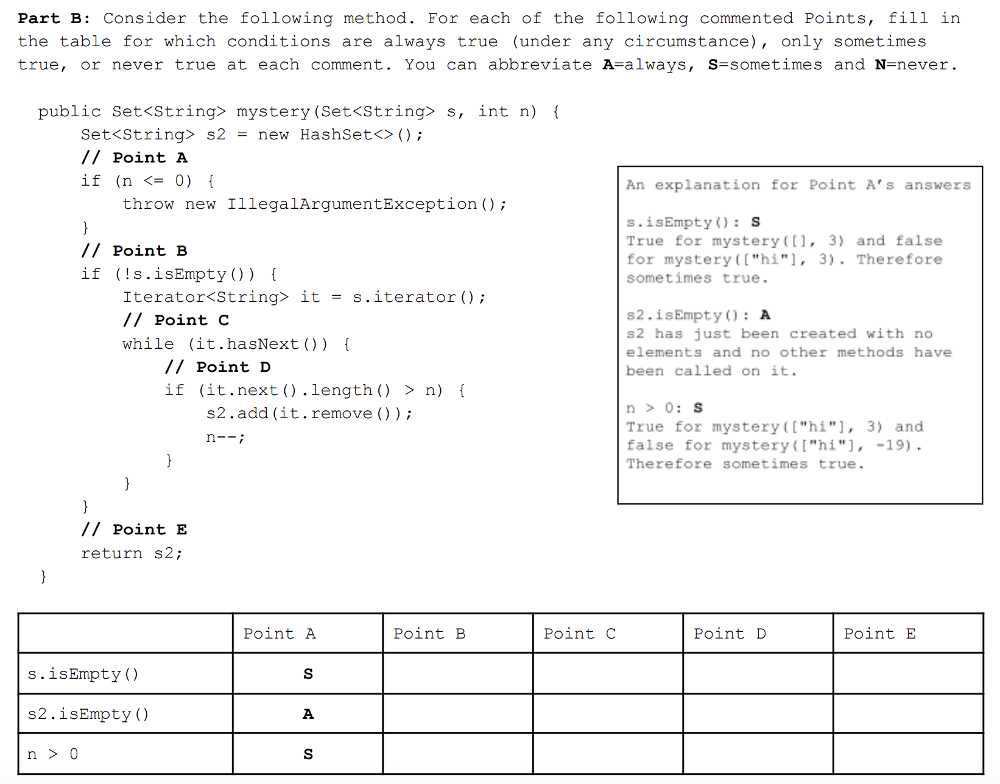 Part B: Consider the following method. For each of the following commented Points, fill in
the table for which conditions are always true (under any circumstance), only sometimes
true, or never true at each comment. You can abbreviate A=always, S=sometimes and N=never.
public Set<String> mystery(Set<String> s, int n) {
    Set<String> s2 = new HashSet<>();
    // Point A
    if (n <= 0) {
        throw new IllegalArgumentException();
    }
    // Point B
    if (!s.isEmpty()) {
        Iterator<String> it = s.iterator();
        // Point C
        while (it.hasNext()) {
            // Point D
            if (it.next().length() > n) {
                s2.add(it.remove());
                n--;
            }
        }
    }
    // Point E
    return s2;
}
An explanation for Point A's answers
s.isEmpty(): S
True for mystery([], 3) and false
for mystery(["hi"], 3). Therefore
sometimes true.
s2.isEmpty(): A
s2 has just been created with no
elements and no other methods have
been called on it.
n > 0: S
True for mystery(["hi"], 3) and
false for mystery(["hi"], -19).
Therefore sometimes true.
Point A Point B Point C Point D Point E
s.isEmpty() S
s2.isEmpty() A
n > 0 S